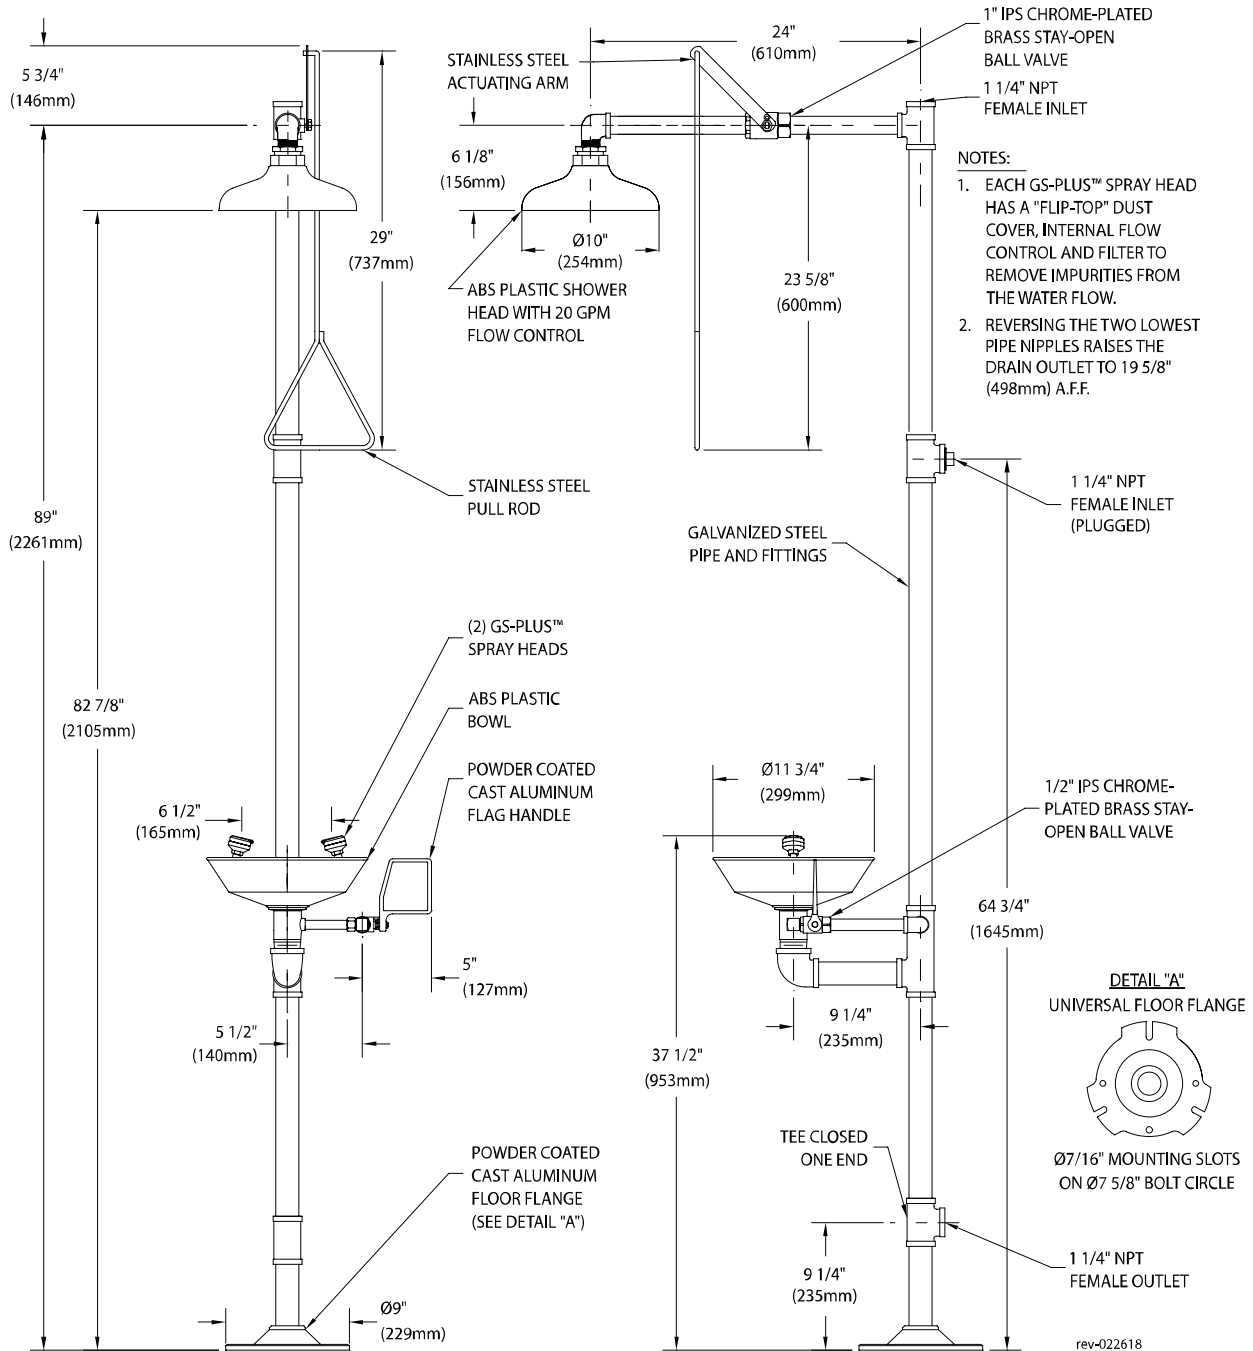 5 3/4"
(146mm)
STAINLESS STEEL
ACTUATING ARM
24"
(610mm)
1" IPS CHROME-PLATED
BRASS STAY-OPEN
BALL VALVE
1 1/4" NPT
FEMALE INLET
6 1/8"
(156mm)
29"
(737mm)
Ø10"
(254mm)
ABS PLASTIC SHOWER
HEAD WITH 20 GPM
FLOW CONTROL
23 5/8"
(600mm)
NOTES:
1. EACH GS-PLUS™ SPRAY HEAD
HAS A "FLIP-TOP" DUST
COVER, INTERNAL FLOW
CONTROL AND FILTER TO
REMOVE IMPURITIES FROM
THE WATER FLOW.
2. REVERSING THE TWO LOWEST
PIPE NIPPLES RAISES THE
DRAIN OUTLET TO 19 5/8"
(498mm) A.F.F.
STAINLESS STEEL
PULL ROD
1 1/4" NPT
FEMALE INLET
(PLUGGED)
89"
(2261mm)
GALVANIZED STEEL
PIPE AND FITTINGS
(2) GS-PLUS™
SPRAY HEADS
82 7/8"
(2105mm)
ABS PLASTIC
BOWL
POWDER COATED
CAST ALUMINUM
FLAG HANDLE
6 1/2"
(165mm)
Ø11 3/4"
(299mm)
1/2" IPS CHROME-
PLATED BRASS STAY-
OPEN BALL VALVE
64 3/4"
(1645mm)
5"
(127mm)
5 1/2"
(140mm)
9 1/4"
(235mm)
37 1/2"
(953mm)
DETAIL "A"
UNIVERSAL FLOOR FLANGE
Ø7/16" MOUNTING SLOTS
ON Ø7 5/8" BOLT CIRCLE
POWDER COATED
CAST ALUMINUM
FLOOR FLANGE
(SEE DETAIL "A")
TEE CLOSED
ONE END
9 1/4"
(235mm)
1 1/4" NPT
FEMALE OUTLET
Ø9"
(229mm)
rev-022618